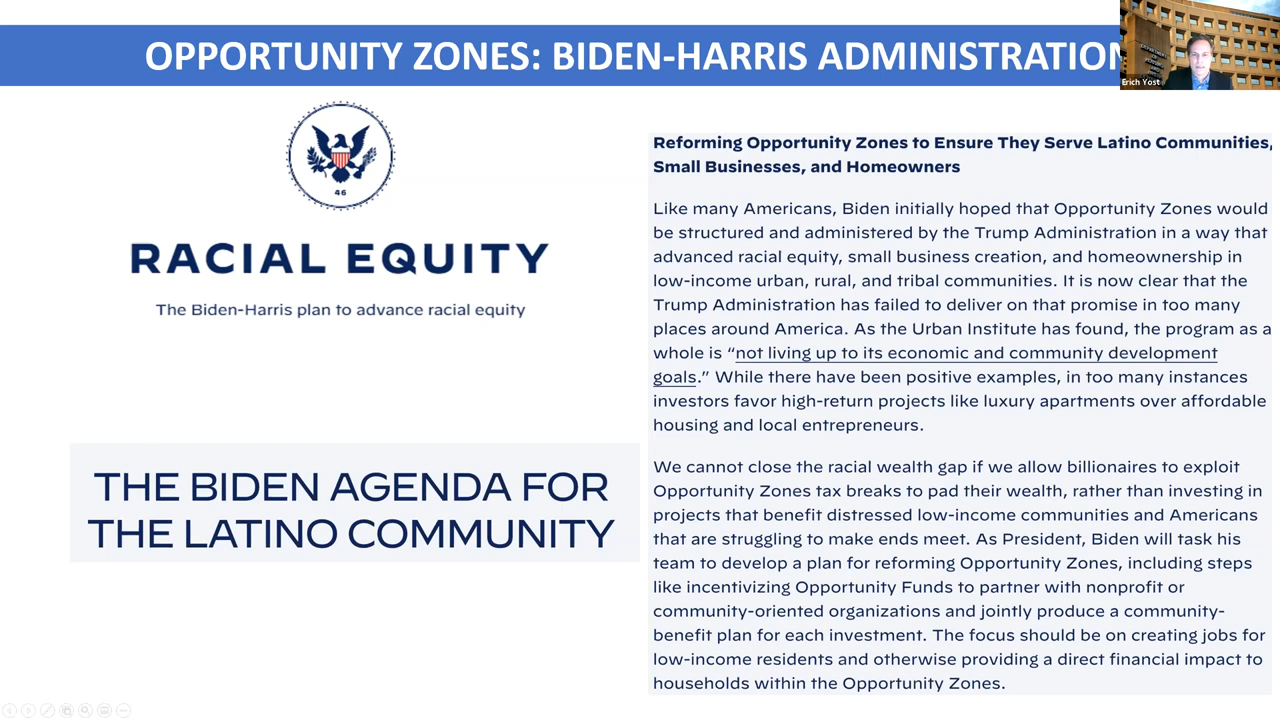 OPPORTUNITY ZONES: BIDEN-HARRIS ADMINISTRATION
Erich Yost
46
RACIAL EQUITY
The Biden-Harris plan to advance racial equity
THE BIDEN AGENDA FOR
THE LATINO COMMUNITY
Reforming Opportunity Zones to Ensure They Serve Latino Communities,
Small Businesses, and Homeowners
Like many Americans, Biden initially hoped that Opportunity Zones would
be structured and administered by the Trump Administration in a way that
advanced racial equity, small business creation, and homeownership in
low-income urban, rural, and tribal communities. It is now clear that the
Trump Administration has failed to deliver on that promise in too many
places around America. As the Urban Institute has found, the program as a
whole is “not living up to its economic and community development
goals.” While there have been positive examples, in too many instances
investors favor high-return projects like luxury apartments over affordable
housing and local entrepreneurs.
We cannot close the racial wealth gap if we allow billionaires to exploit
Opportunity Zones tax breaks to pad their wealth, rather than investing in
projects that benefit distressed low-income communities and Americans
that are struggling to make ends meet. As President, Biden will task his
team to develop a plan for reforming Opportunity Zones, including steps
like incentivizing Opportunity Funds to partner with nonprofit or
community-oriented organizations and jointly produce a community-
benefit plan for each investment. The focus should be on creating jobs for
low-income residents and otherwise providing a direct financial impact to
households within the Opportunity Zones.